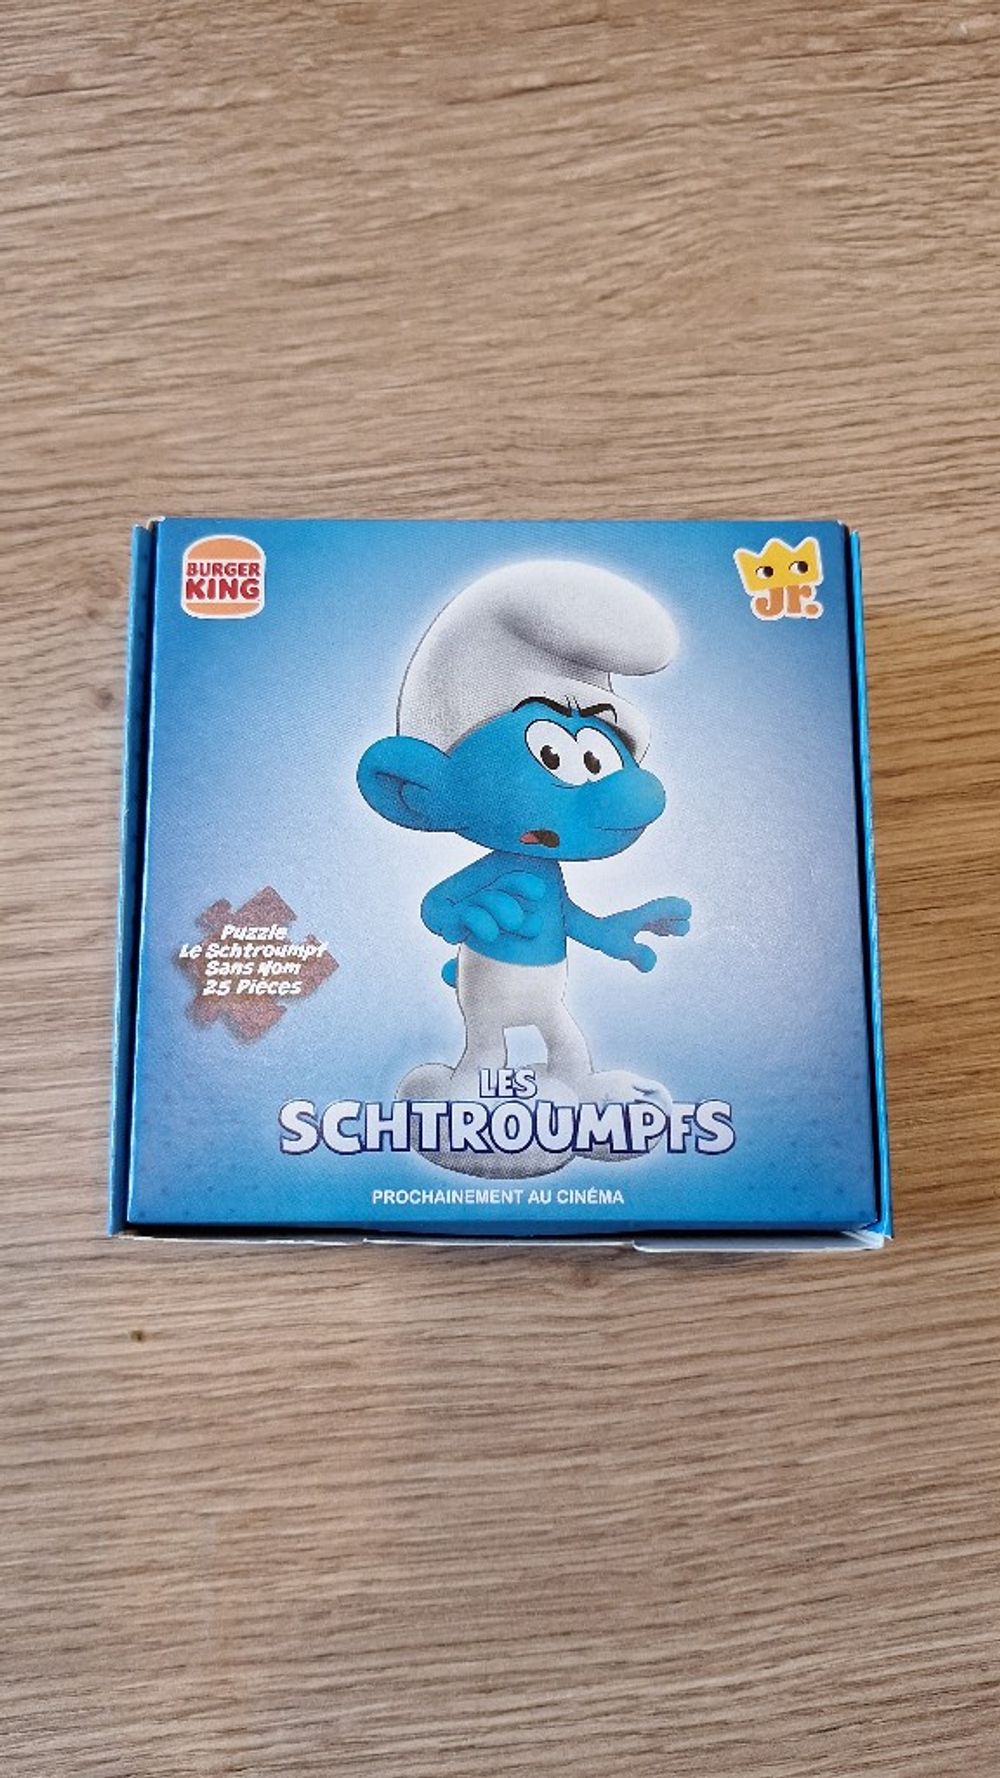 BURGER
KING
Jr.
Puzzle
Le Schtroumpf
Sans Nom
25 Pièces
LES
SCHTROUMPFS
PROCHAINEMENT AU CINÉMA